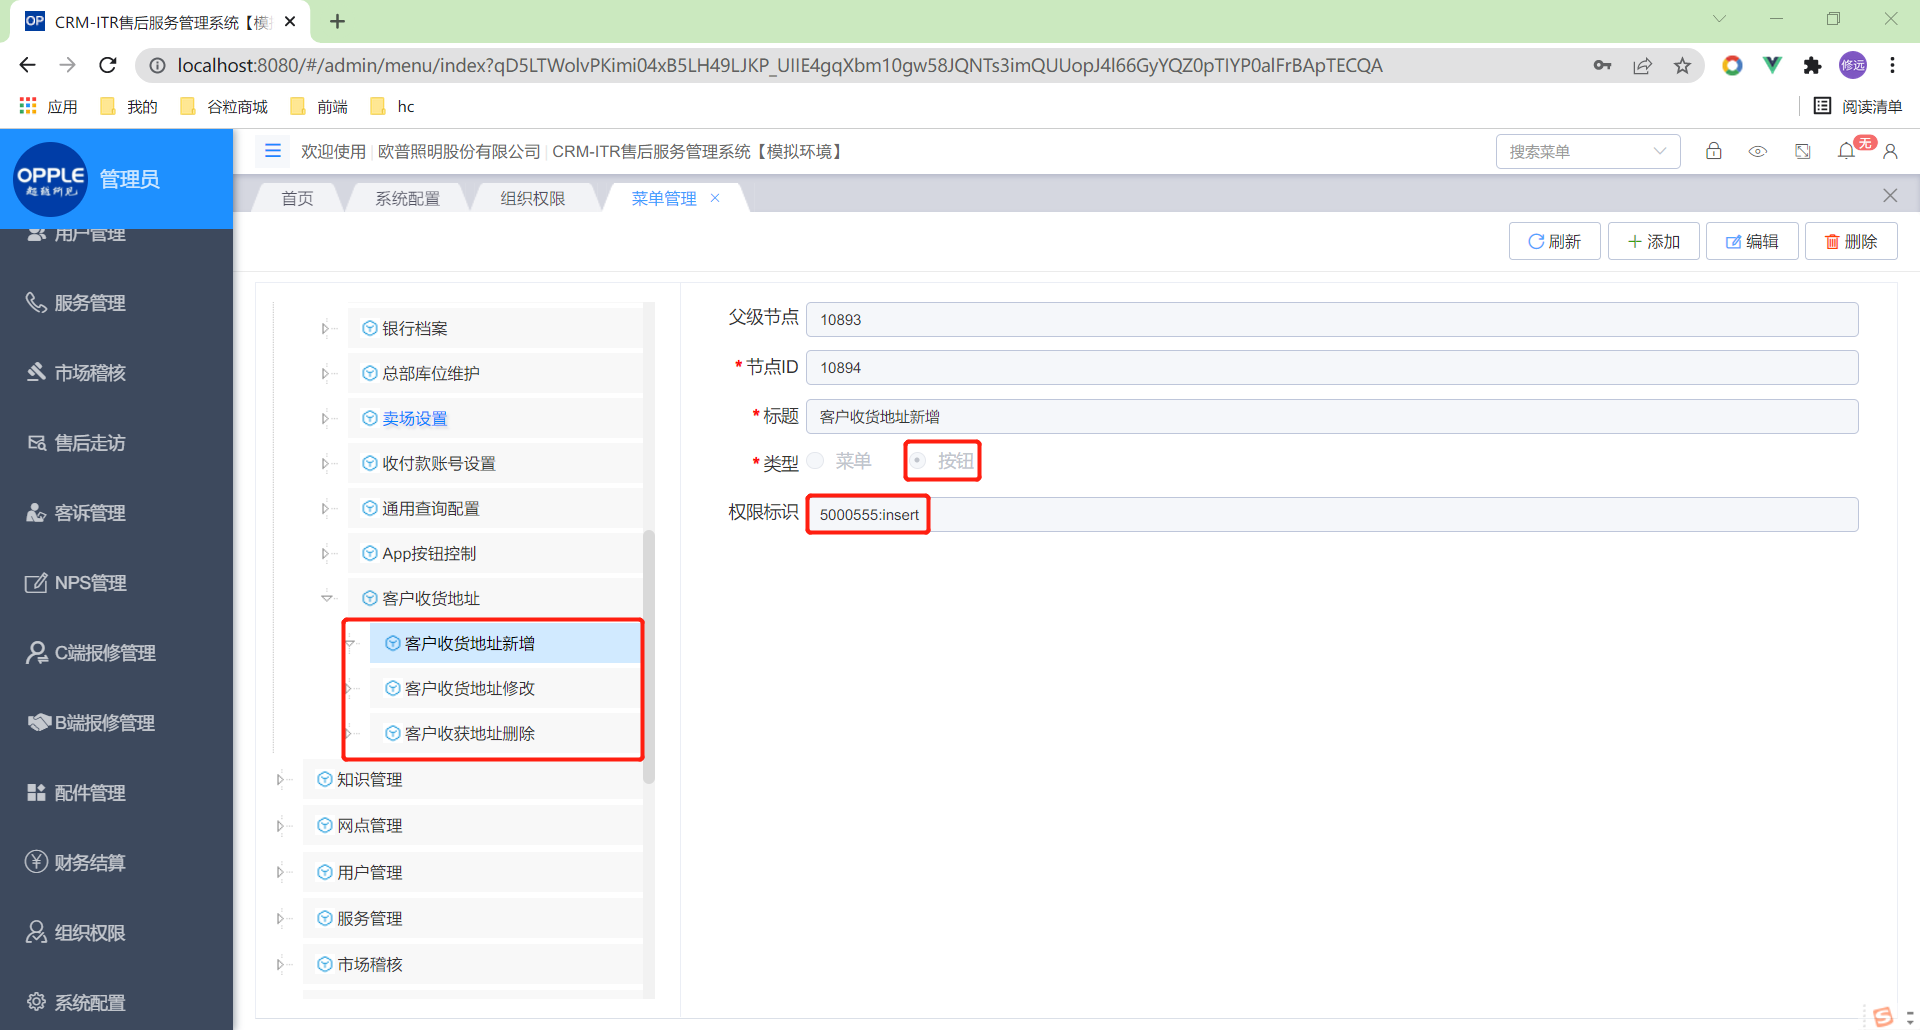 CRM-ITR售后服务管理系统【模
localhost:8080/#/admin/menu/index?qD5LTWolvPKimi04xB5LH49LJKP_UIIE4gqXbm10gw58JQNTs3imQUUopJ4l66GyYQZ0pTlYP0alFrBApTECQA
修远
应用
我的
谷粒商城
前端
hc
阅读清单
OPPLE
超越所见
管理员
欢迎使用 | 欧普照明股份有限公司 | CRM-ITR售后服务管理系统【模拟环境】
搜索菜单
无
首页
系统配置
组织权限
菜单管理
刷新
添加
编辑
删除
用户管理
服务管理
市场稽核
售后走访
客诉管理
NPS管理
C端报修管理
B端报修管理
配件管理
财务结算
组织权限
系统配置
银行档案
总部库位维护
卖场设置
收付款账号设置
通用查询配置
App按钮控制
客户收货地址
客户收货地址新增
客户收货地址修改
客户收获地址删除
知识管理
网点管理
用户管理
服务管理
市场稽核
父级节点 10893
*节点ID 10894
*标题 客户收货地址新增
*类型 菜单 按钮
权限标识 5000555:insert